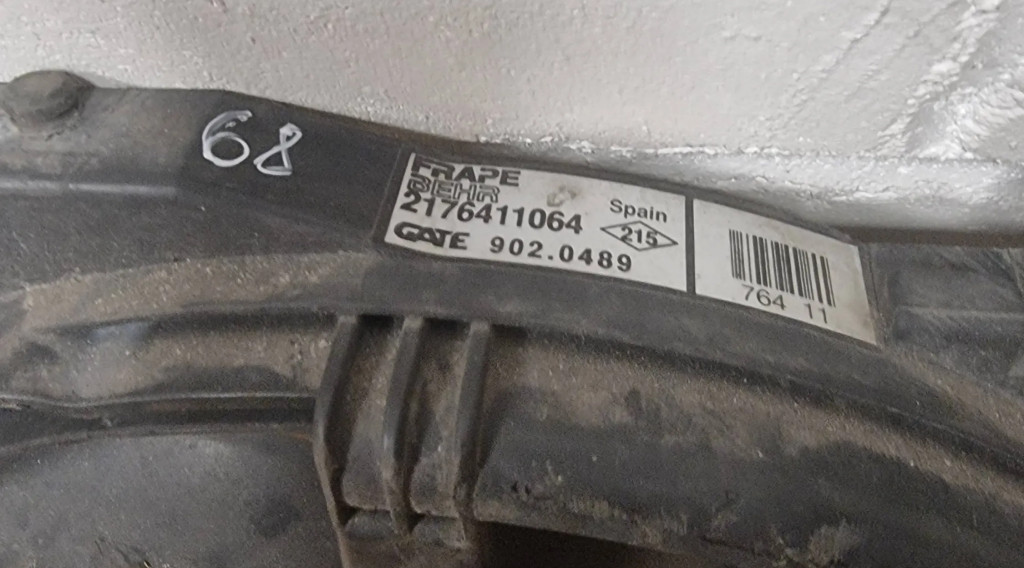 68
FRAPE
BEHR
2176411064
Spain
215
GATE 902.0489
764 11